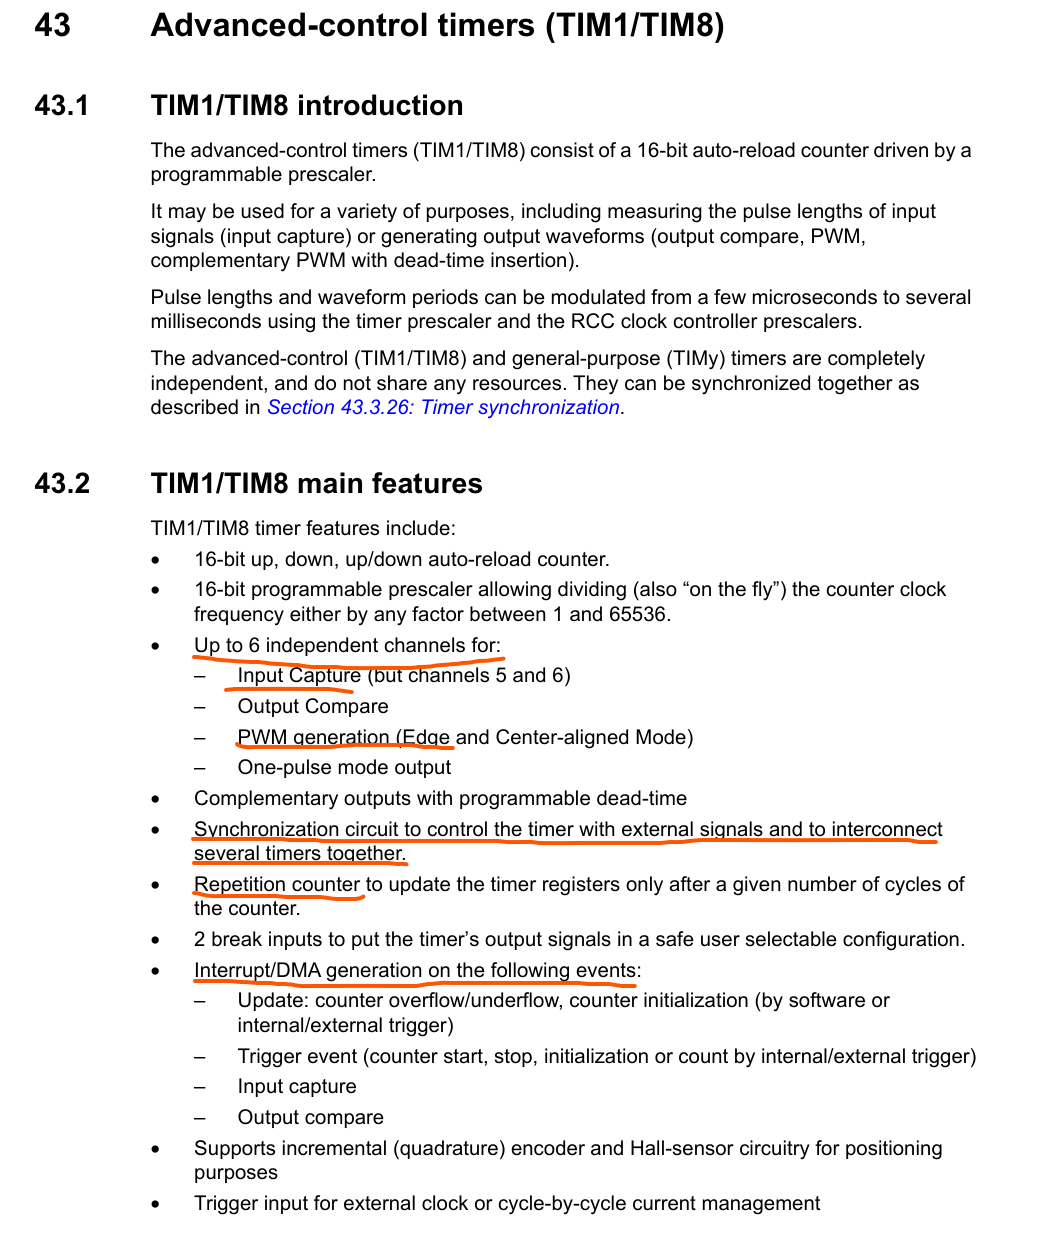 43 Advanced-control timers (TIM1/TIM8)
43.1 TIM1/TIM8 introduction
The advanced-control timers (TIM1/TIM8) consist of a 16-bit auto-reload counter driven by a
programmable prescaler.
It may be used for a variety of purposes, including measuring the pulse lengths of input
signals (input capture) or generating output waveforms (output compare, PWM,
complementary PWM with dead-time insertion).
Pulse lengths and waveform periods can be modulated from a few microseconds to several
milliseconds using the timer prescaler and the RCC clock controller prescalers.
The advanced-control (TIM1/TIM8) and general-purpose (TIMy) timers are completely
independent, and do not share any resources. They can be synchronized together as
described in Section 43.3.26: Timer synchronization.
43.2 TIM1/TIM8 main features
TIM1/TIM8 timer features include:
• 16-bit up, down, up/down auto-reload counter.
• 16-bit programmable prescaler allowing dividing (also “on the fly”) the counter clock
frequency either by any factor between 1 and 65536.
• Up to 6 independent channels for:
– Input Capture (but channels 5 and 6)
– Output Compare
– PWM generation (Edge and Center-aligned Mode)
– One-pulse mode output
• Complementary outputs with programmable dead-time
• Synchronization circuit to control the timer with external signals and to interconnect
several timers together.
• Repetition counter to update the timer registers only after a given number of cycles of
the counter.
• 2 break inputs to put the timer’s output signals in a safe user selectable configuration.
• Interrupt/DMA generation on the following events:
– Update: counter overflow/underflow, counter initialization (by software or
internal/external trigger)
– Trigger event (counter start, stop, initialization or count by internal/external trigger)
– Input capture
– Output compare
• Supports incremental (quadrature) encoder and Hall-sensor circuitry for positioning
purposes
• Trigger input for external clock or cycle-by-cycle current management